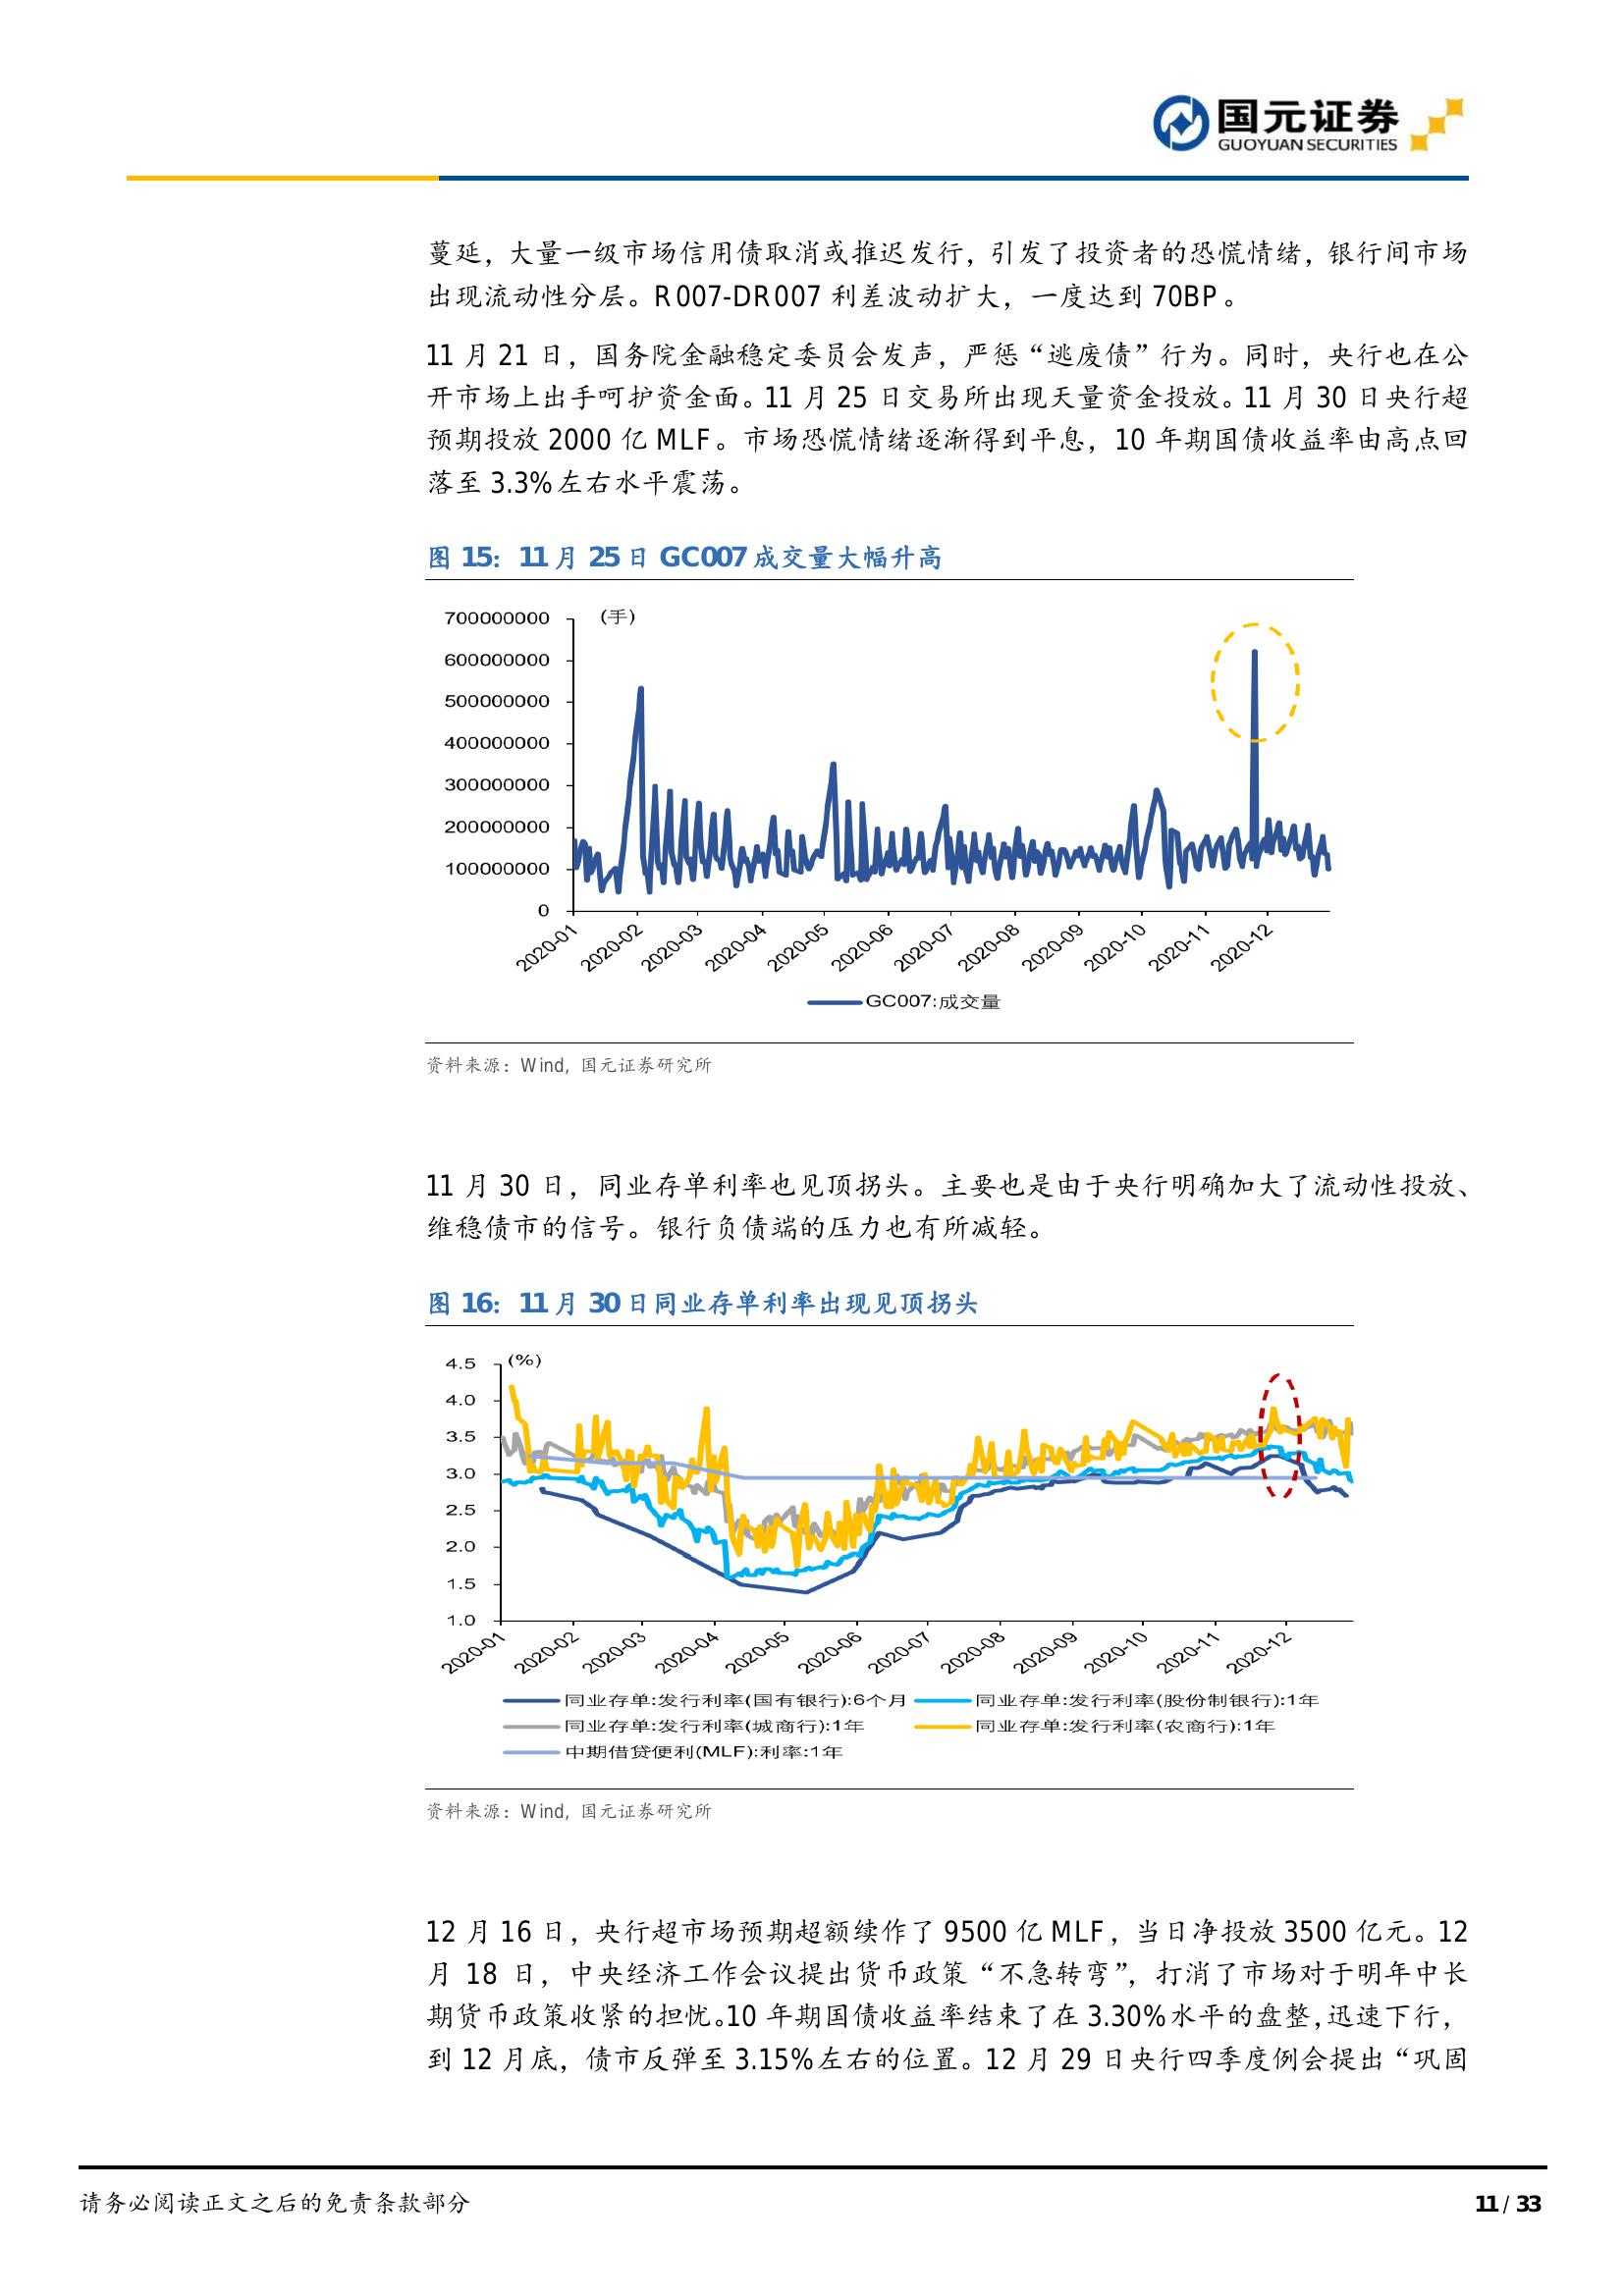 国元证券
GUOYUAN SECURITIES
蔓延，大量一级市场信用债取消或推迟发行，引发了投资者的恐慌情绪，银行间市场
出现流动性分层。R007-DR007 利差波动扩大，一度达到 70BP。
11 月 21 日，国务院金融稳定委员会发声，严惩“逃废债”行为。同时，央行也在公
开市场上出手呵护资金面。11 月 25 日交易所出现天量资金投放。11 月 30 日央行超
预期投放 2000 亿 MLF。市场恐慌情绪逐渐得到平息，10 年期国债收益率由高点回
落至 3.3%左右水平震荡。
图 15：11 月 25 日 GC007 成交量大幅升高
(手)
700000000
600000000
500000000
400000000
300000000
200000000
100000000
0
2020-01 2020-02 2020-03 2020-04 2020-05 2020-06 2020-07 2020-08 2020-09 2020-10 2020-11 2020-12
GC007:成交量
资料来源：Wind，国元证券研究所
11 月 30 日，同业存单利率也见顶拐头。主要也是由于央行明确加大了流动性投放、
维稳债市的信号。银行负债端的压力也有所减轻。
图 16：11 月 30 日同业存单利率出现见顶拐头
(%)
4.5
4.0
3.5
3.0
2.5
2.0
1.5
1.0
2020-01 2020-02 2020-03 2020-04 2020-05 2020-06 2020-07 2020-08 2020-09 2020-10 2020-11 2020-12
同业存单:发行利率(国有银行):6个月 同业存单:发行利率(股份制银行):1年
同业存单:发行利率(城商行):1年 同业存单:发行利率(农商行):1年
中期借贷便利(MLF):利率:1年
资料来源：Wind，国元证券研究所
12 月 16 日，央行超市场预期超额续作了 9500 亿 MLF，当日净投放 3500 亿元。12
月 18 日，中央经济工作会议提出货币政策“不急转弯”，打消了市场对于明年中长
期货币政策收紧的担忧。10 年期国债收益率结束了在 3.30%水平的盘整，迅速下行，
到 12 月底，债市反弹至 3.15%左右的位置。12 月 29 日央行四季度例会提出“巩固
请务必阅读正文之后的免责条款部分
11 / 33